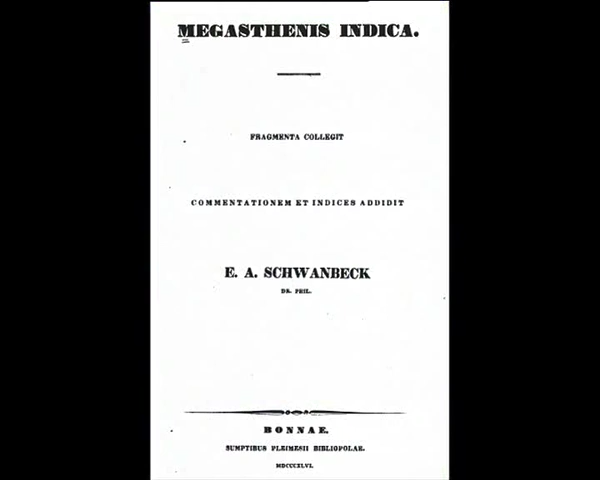 MEGASTHENIS INDICA.
FRAGMENTA COLLEGIT
COMMENTATIONEM ET INDICES ADDIDIT
E. A. SCHWANBECK
DR. PHIL.
BONNAE.
SUMPTIBUS PLEIMESII BIBLIOPOLAE.
MDCCCXLVI.